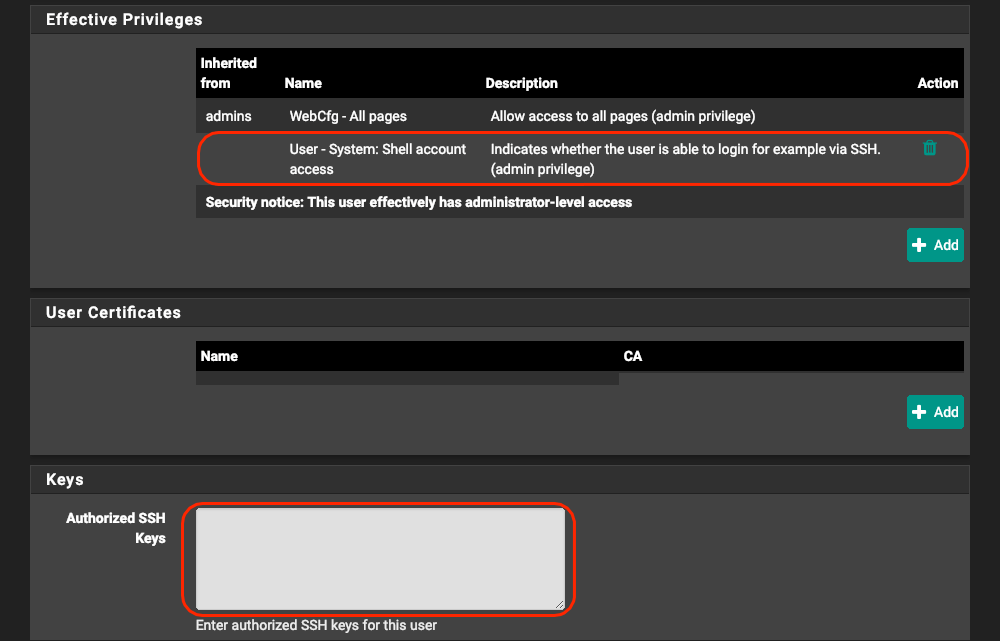 Effective Privileges
Inherited
from Name Description Action
admins WebCfg - All pages Allow access to all pages (admin privilege)
User - System: Shell account Indicates whether the user is able to login for example via SSH.
access (admin privilege)
Security notice: This user effectively has administrator-level access
Add
User Certificates
Name CA
Add
Keys
Authorized SSH
Keys
Enter authorized SSH keys for this user